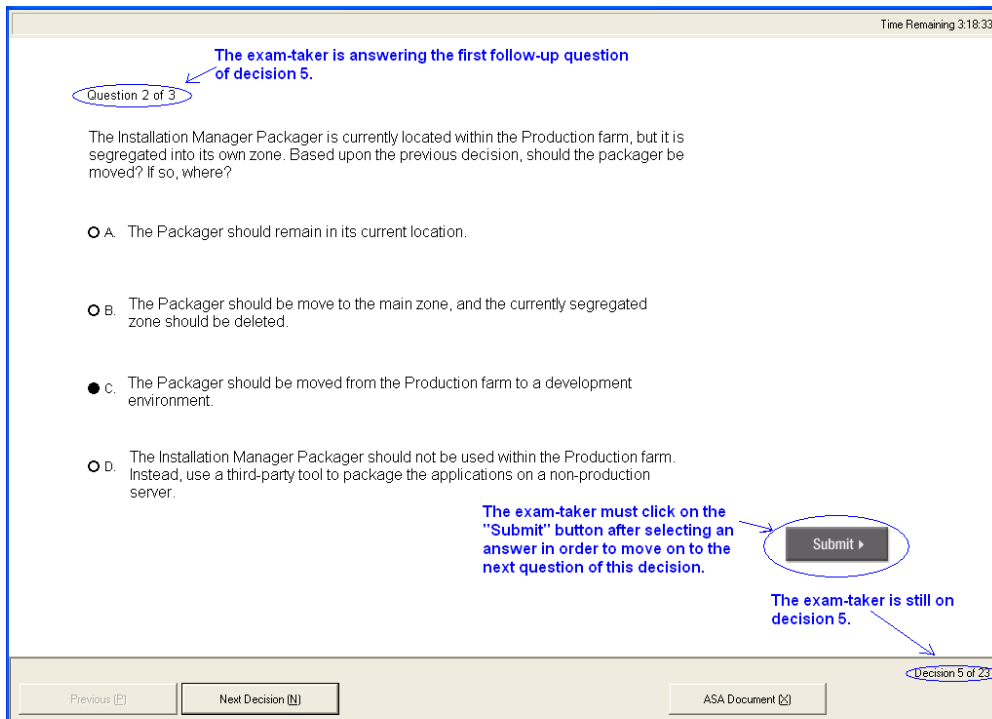 Time Remaining 3:18:33
The exam-taker is answering the first follow-up question
of decision 5.
Question 2 of 3
The Installation Manager Packager is currently located within the Production farm, but it is
segregated into its own zone. Based upon the previous decision, should the packager be
moved? If so, where?
A. The Packager should remain in its current location.
B. The Packager should be move to the main zone, and the currently segregated
zone should be deleted.
C. The Packager should be moved from the Production farm to a development
environment.
D. The Installation Manager Packager should not be used within the Production farm.
Instead, use a third-party tool to package the applications on a non-production
server.
The exam-taker must click on the
"Submit" button after selecting an
answer in order to move on to the
next question of this decision.
Submit
The exam-taker is still on
decision 5.
Decision 5 of 23
Previous (P)
Next Decision (N)
ASA Document (X)